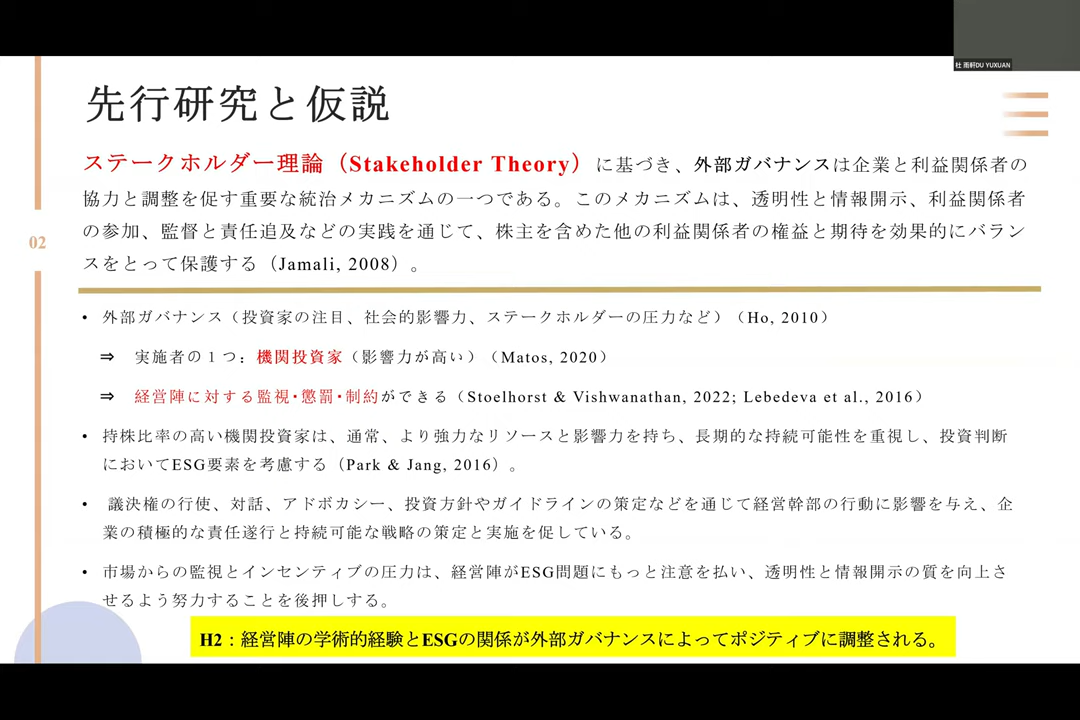 杜 雨軒DU YUXUAN
先行研究と仮説
ステークホルダー理論（Stakeholder Theory）に基づき、外部ガバナンスは企業と利益関係者の
協力と調整を促す重要な統治メカニズムの一つである。このメカニズムは、透明性と情報開示、利益関係者
の参加、監督と責任追及などの実践を通じて、株主を含めた他の利益関係者の権益と期待を効果的にバラン
スをとって保護する（Jamali, 2008）。
02
• 外部ガバナンス（投資家の注目、社会的影響力、ステークホルダーの圧力など）（Ho, 2010）
⇒ 実施者の１つ：機関投資家（影響力が高い）（Matos, 2020）
⇒ 経営陣に対する監視・懲罰・制約ができる（Stoelhorst & Vishwanathan, 2022; Lebedeva et al., 2016）
• 持株比率の高い機関投資家は、通常、より強力なリソースと影響力を持ち、長期的な持続可能性を重視し、投資判断
においてESG要素を考慮する（Park & Jang, 2016）。
• 議決権の行使、対話、アドボカシー、投資方針やガイドラインの策定などを通じて経営幹部の行動に影響を与え、企
業の積極的な責任遂行と持続可能な戦略の策定と実施を促している。
• 市場からの監視とインセンティブの圧力は、経営陣がESG問題にもっと注意を払い、透明性と情報開示の質を向上さ
せるよう努力することを後押しする。
H2：経営陣の学術的経験とESGの関係が外部ガバナンスによってポジティブに調整される。